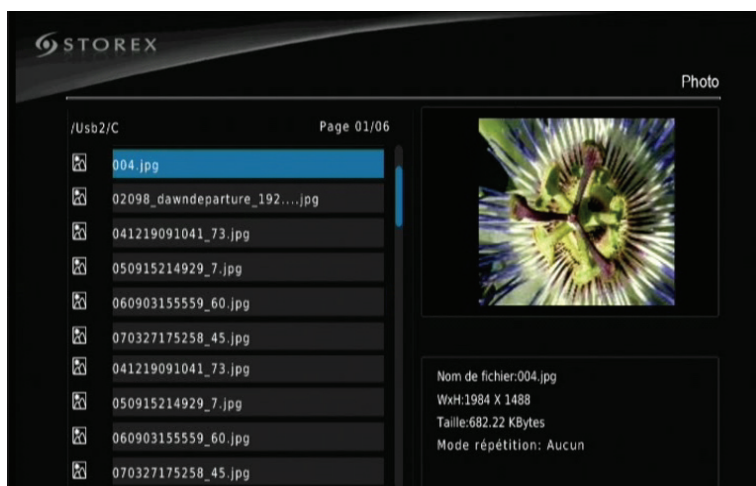 STOREX
Photo
/Usb2/C
Page 01/06
004.jpg
02098_dawndeparture_192....jpg
041219091041_73.jpg
050915214929_7.jpg
060903155559_60.jpg
070327175258_45.jpg
041219091041_73.jpg
050915214929_7.jpg
060903155559_60.jpg
070327175258_45.jpg
Nom de fichier:004.jpg
WxH:1984 X 1488
Taille:682.22 KBytes
Mode répétition: Aucun